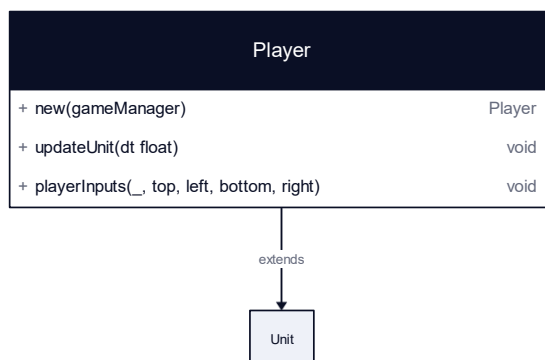 Player
+ new(gameManager) Player
+ updateUnit(dt float) void
+ playerInputs(_, top, left, bottom, right) void
extends
Unit